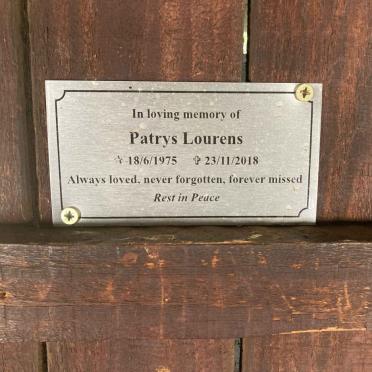 In loving memory of
Patrys Lourens
18/6/1975 ✞ 23/11/2018
Always loved, never forgotten, forever missed
Rest in Peace